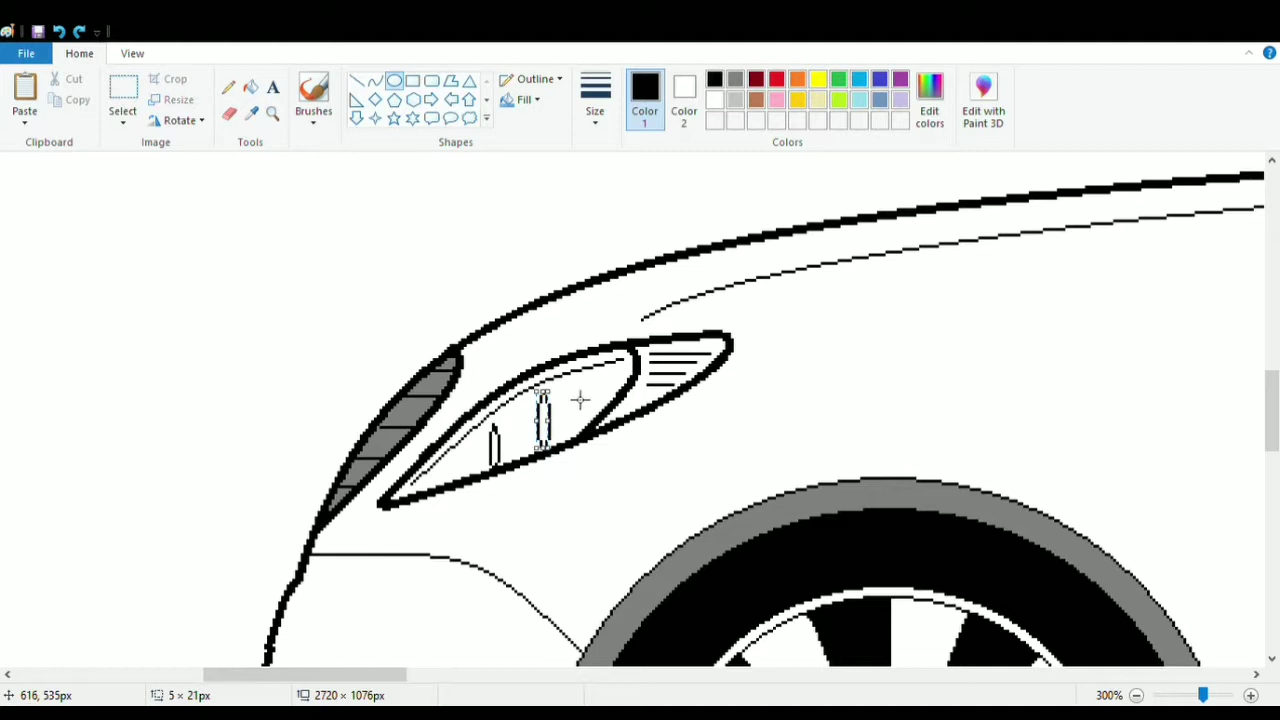 File Home View
Paste Cut Copy
Clipboard
Select Crop Resize Rotate
Image
Tools
Brushes
Outline Fill
Shapes
Size
Color 1
Color 2
Edit colors
Colors
Edit with Paint 3D
616, 535px 5 × 21px 2720 × 1076px 300%